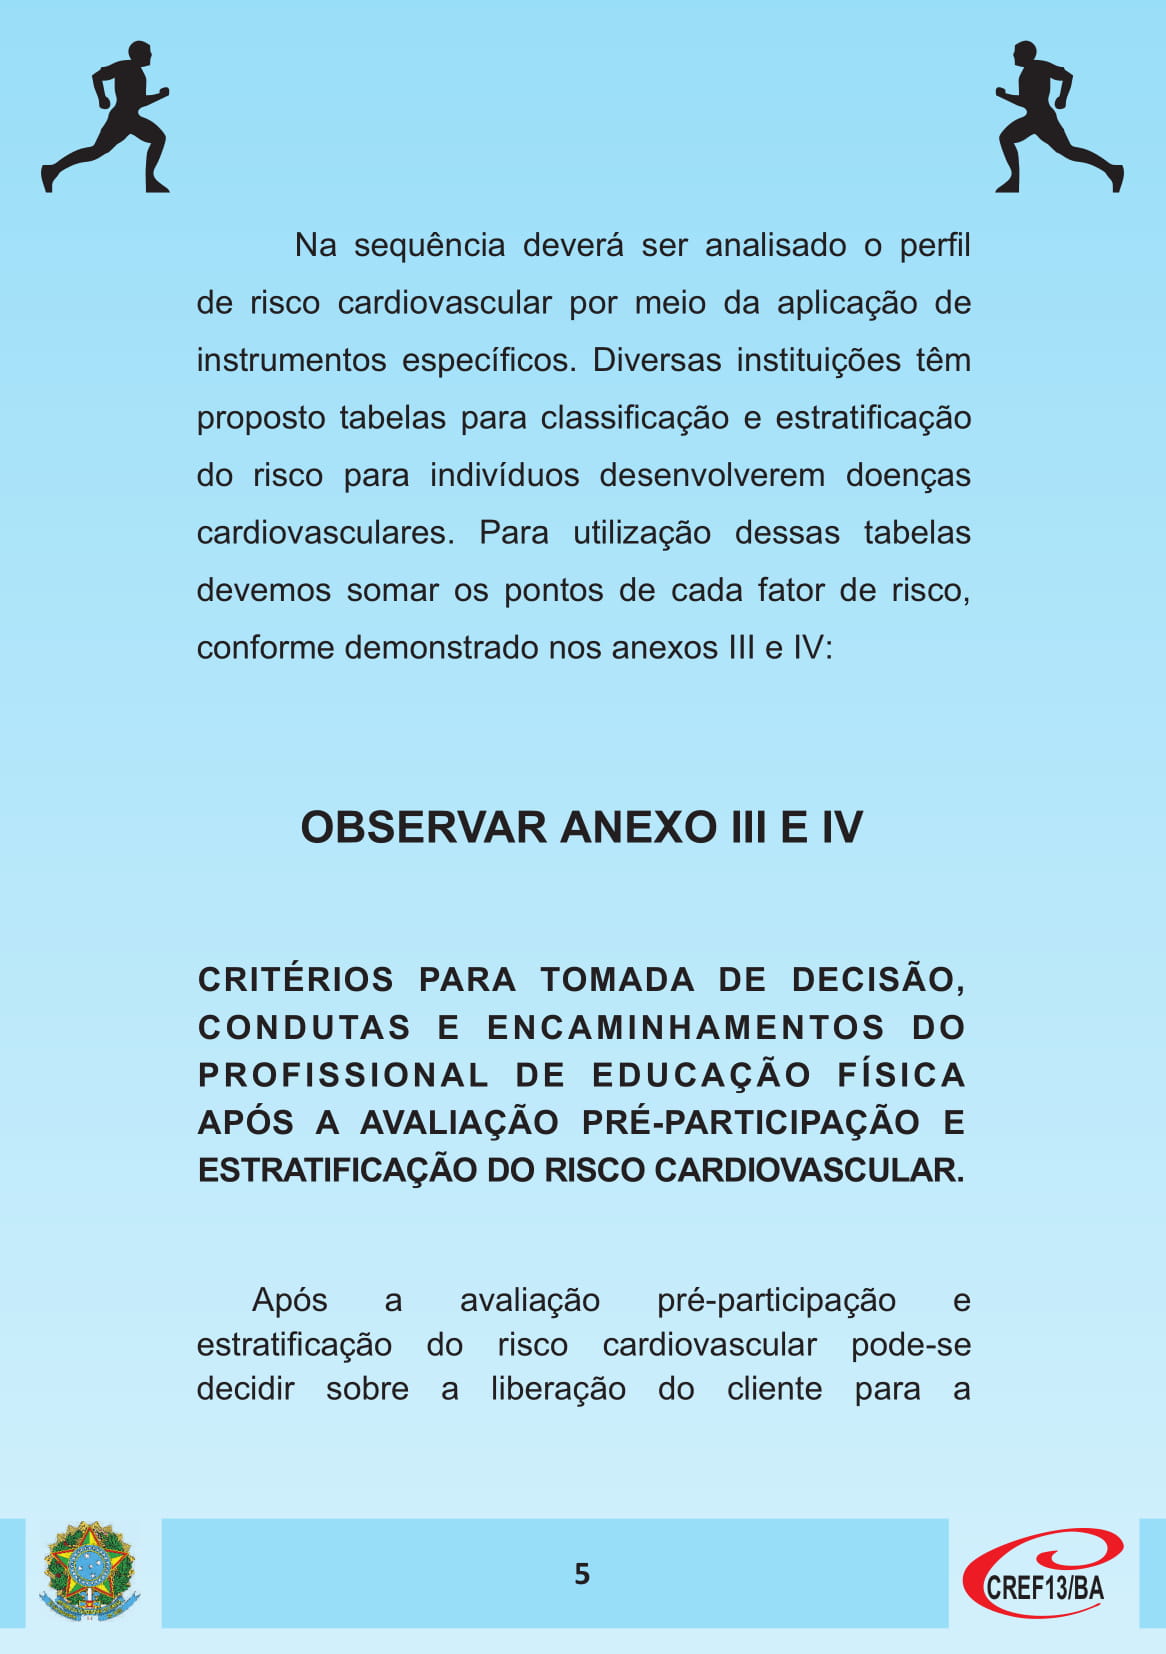 Na sequência deverá ser analisado o perfil
de risco cardiovascular por meio da aplicação de
instrumentos específicos. Diversas instituições têm
proposto tabelas para classificação e estratificação
do risco para indivíduos desenvolverem doenças
cardiovasculares. Para utilização dessas tabelas
devemos somar os pontos de cada fator de risco,
conforme demonstrado nos anexos III e IV:
OBSERVAR ANEXO III E IV
CRITÉRIOS PARA TOMADA DE DECISÃO,
CONDUTAS E ENCAMINHAMENTOS DO
PROFISSIONAL DE EDUCAÇÃO FÍSICA
APÓS A AVALIAÇÃO PRÉ-PARTICIPAÇÃO E
ESTRATIFICAÇÃO DO RISCO CARDIOVASCULAR.
Após a avaliação pré-participação e
estratificação do risco cardiovascular pode-se
decidir sobre a liberação do cliente para a
5
CREF13/BA